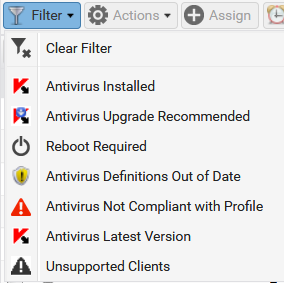 Filter Actions Assign
Clear Filter
Antivirus Installed
Antivirus Upgrade Recommended
Reboot Required
Antivirus Definitions Out of Date
Antivirus Not Compliant with Profile
Antivirus Latest Version
Unsupported Clients